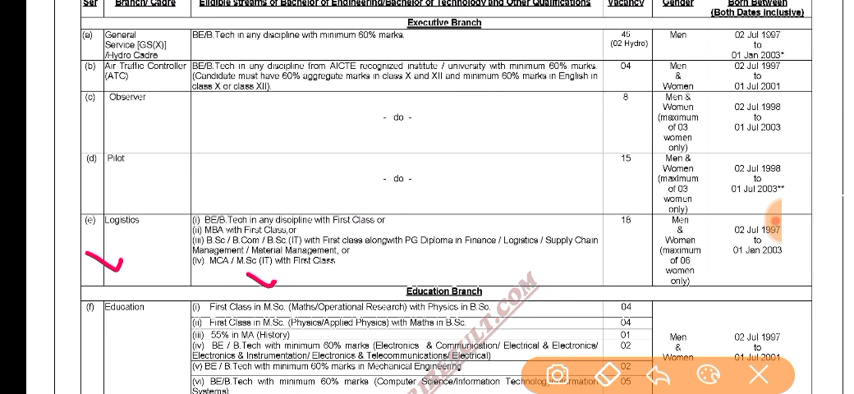 Ser Branch/ Cadre Eligible Streams of Bachelor of Engineering/Bachelor of Technology and Other Qualifications Vacancy Gender Born Between
(Both Dates Inclusive)
Executive Branch
(a) General
Service [GS(X)]
/Hydro Cadre
BE/B.Tech in any discipline with minimum 60% marks.
45
(02 Hydro)
Men
02 Jul 1997
to
01 Jan 2003*
(b) Air Traffic Controller
(ATC)
BE/B.Tech in any discipline from AICTE recognized institute / university with minimum 60% marks.
(Candidate must have 60% aggregate marks in class X and XII and minimum 60% marks in English in
class X or class XII).
04
Men
&
Women
02 Jul 1997
to
01 Jul 2001
(c) Observer
- do -
8
Men &
Women
(maximum
of 03
women
only)
02 Jul 1998
to
01 Jul 2003
(d) Pilot
- do -
15
Men &
Women
(maximum
of 03
women
only)
02 Jul 1998
to
01 Jul 2003**
(e) Logistics
(i) BE/B.Tech in any discipline with First Class or
(ii) MBA with First Class,or
(iii) B.Sc / B.Com / B.Sc.(IT) with First class alongwith PG Diploma in Finance / Logistics / Supply Chain
Management / Material Management, or
(iv) MCA / M.Sc (IT) with First Class
18
Men
&
Women
(maximum
of 06
women
only)
02 Jul 1997
to
01 Jan 2003
Education Branch
(f) Education
(i) First Class in M.Sc. (Maths/Operational Research) with Physics in B.Sc. 04
(ii) First Class in M.Sc. (Physics/Applied Physics) with Maths in B.Sc. 04
(iii) 55% in MA (History) 01
(iv) BE / B.Tech with minimum 60% marks (Electronics & Communication/ Electrical & Electronics/
Electronics & Instrumentation/ Electronics & Telecommunications/ Electrical)
02
(v) BE / B.Tech with minimum 60% marks in Mechanical Engineering 02
(vi) BE/B.Tech with minimum 60% marks (Computer Science/Information Technology/Information
Systems)
05
Men
&
Women
02 Jul 1997
to
01 Jul 2001